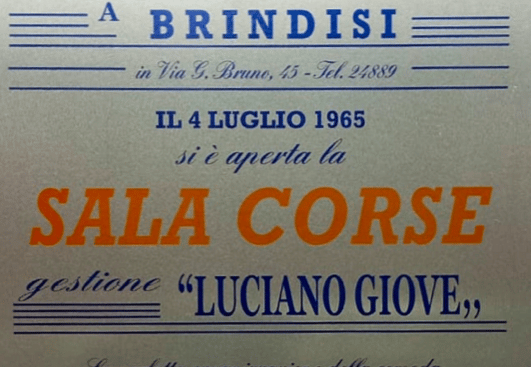 A BRINDISI
in Via G. Bruno, 45 - Tel. 24889
IL 4 LUGLIO 1965
si è aperta la
SALA CORSE
gestione "LUCIANO GIOVE„